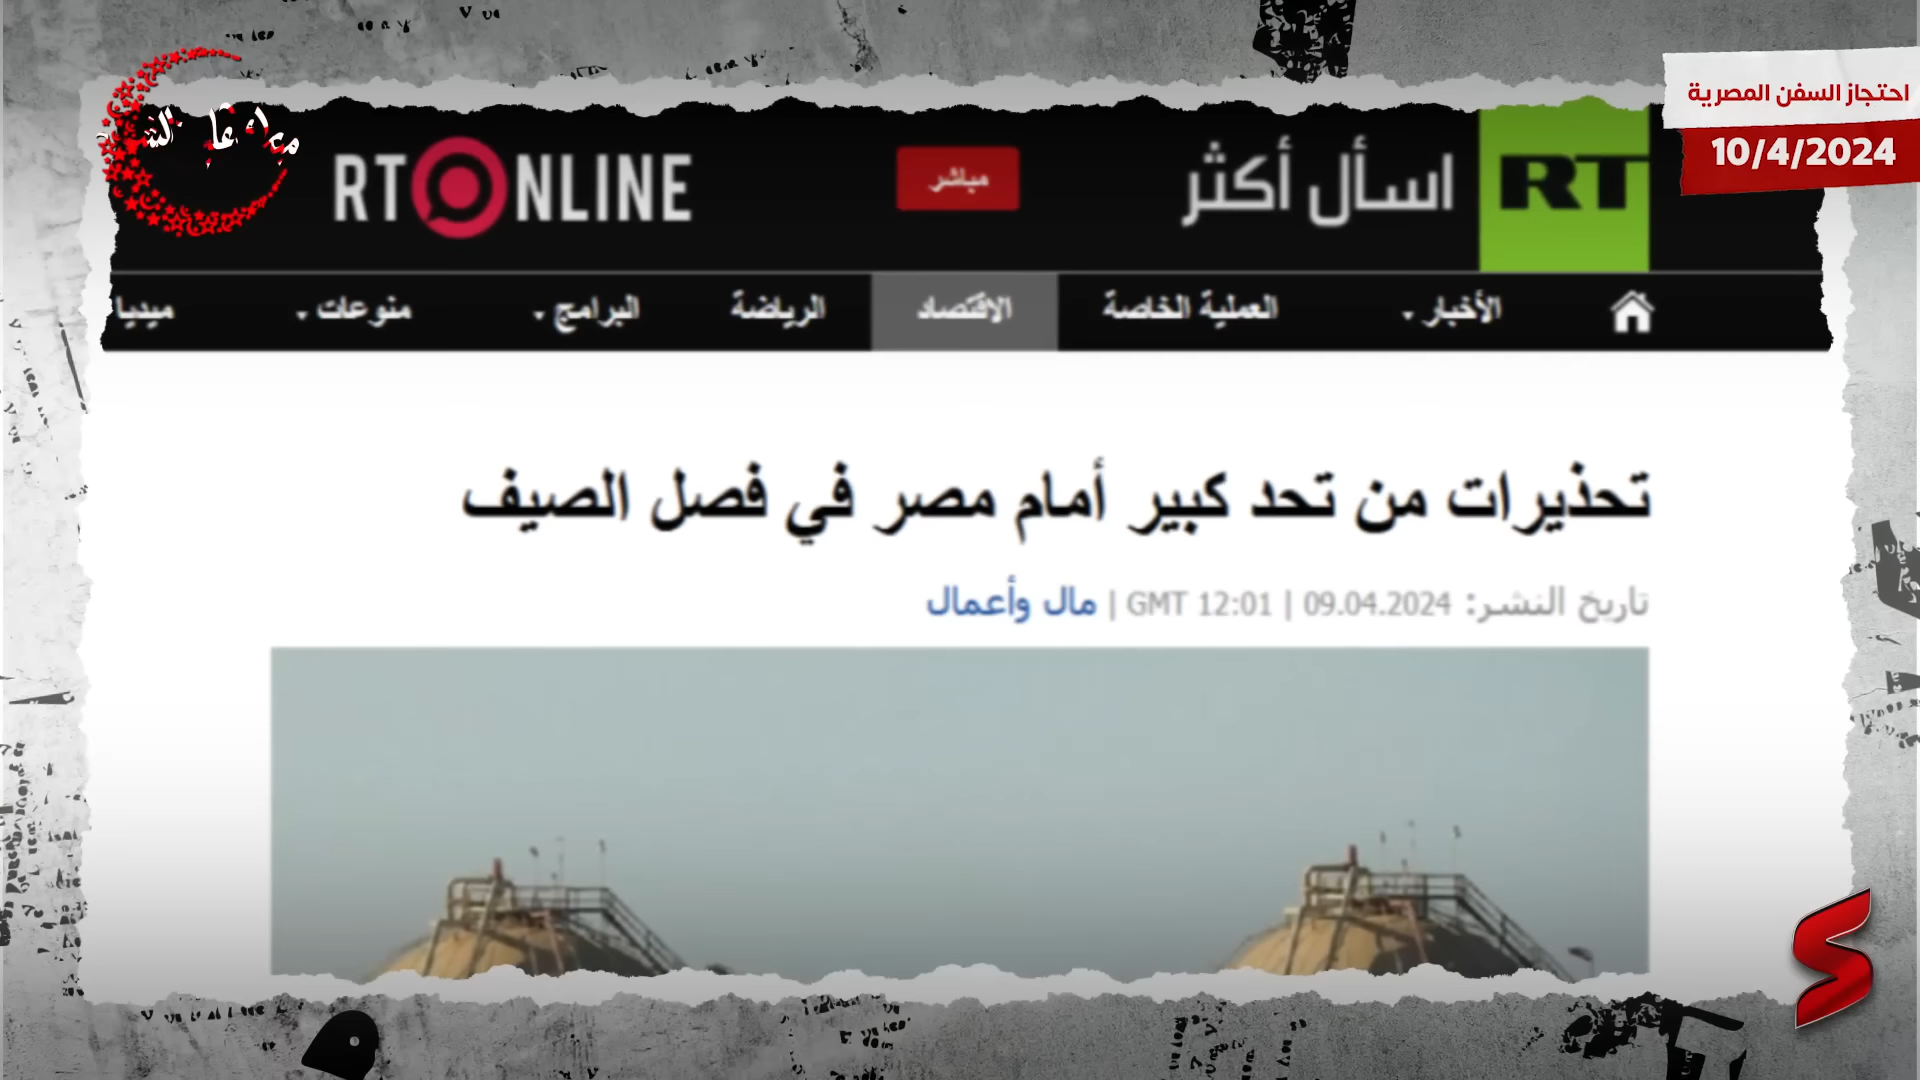 احتجاز السفن المصرية
10/4/2024
RT اسأل أكثر مباشر RT ONLINE
الأخبار العملية الخاصة الاقتصاد الرياضة البرامج منوعات ميديا
تحذيرات من تحد كبير أمام مصر في فصل الصيف
تاريخ النشر: 09.04.2024 | 12:01 GMT | مال وأعمال